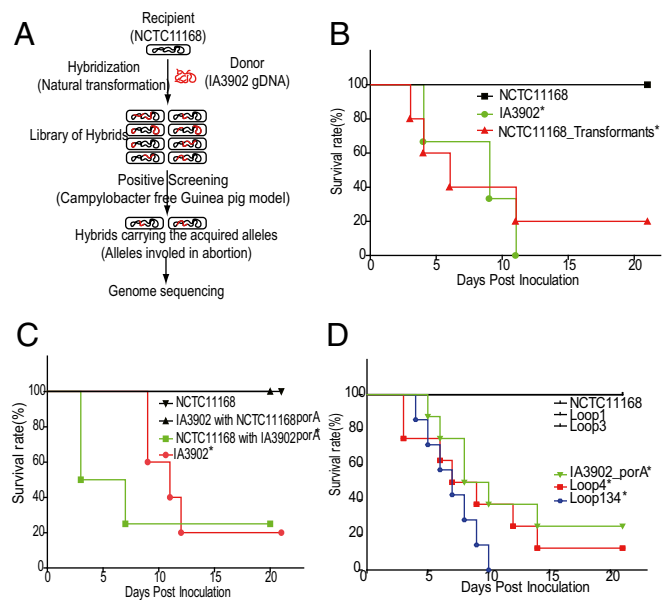 A
Recipient
(NCTC11168)
Hybridization
(Natural transformation)
Donor
(IA3902 gDNA)
Library of Hybrids
Positive Screening
(Campylobacter free Guinea pig model)
Hybrids carrying the acquired alleles
(Alleles involed in abortion)
Genome sequencing
B
Survival rate(%)
100
80
60
40
20
0
0 5 10 15 20
Days Post Inoculation
NCTC11168
IA3902*
NCTC11168_Transformants*
C
Survival rate(%)
100
80
60
40
20
0 5 10 15 20
Days Post Inoculation
NCTC11168
IA3902 with NCTC11168porA
NCTC11168 with IA3902porA*
IA3902*
D
Survival rate(%)
100
80
60
40
20
0
0 5 10 15 20
Days Post Inoculation
NCTC11168
Loop1
Loop3
IA3902_porA*
Loop4*
Loop134*